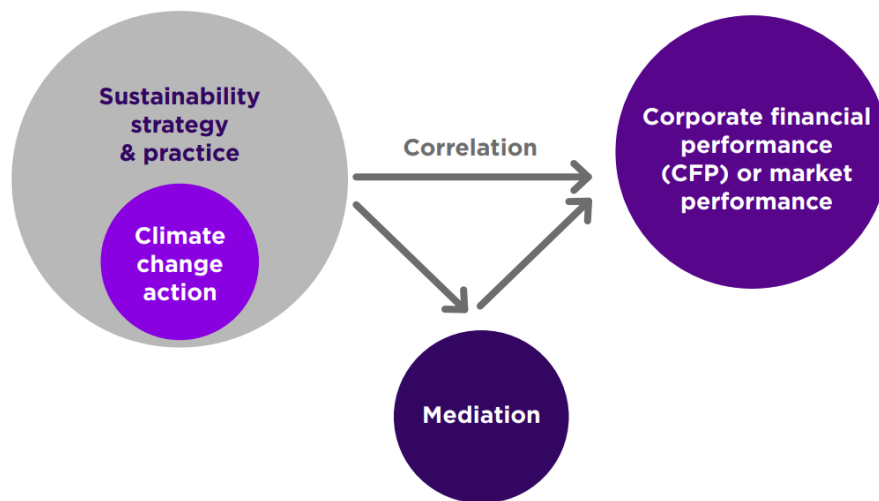 Sustainability
strategy
& practice
Climate
change
action
Correlation
Corporate financial
performance
(CFP) or market
performance
Mediation